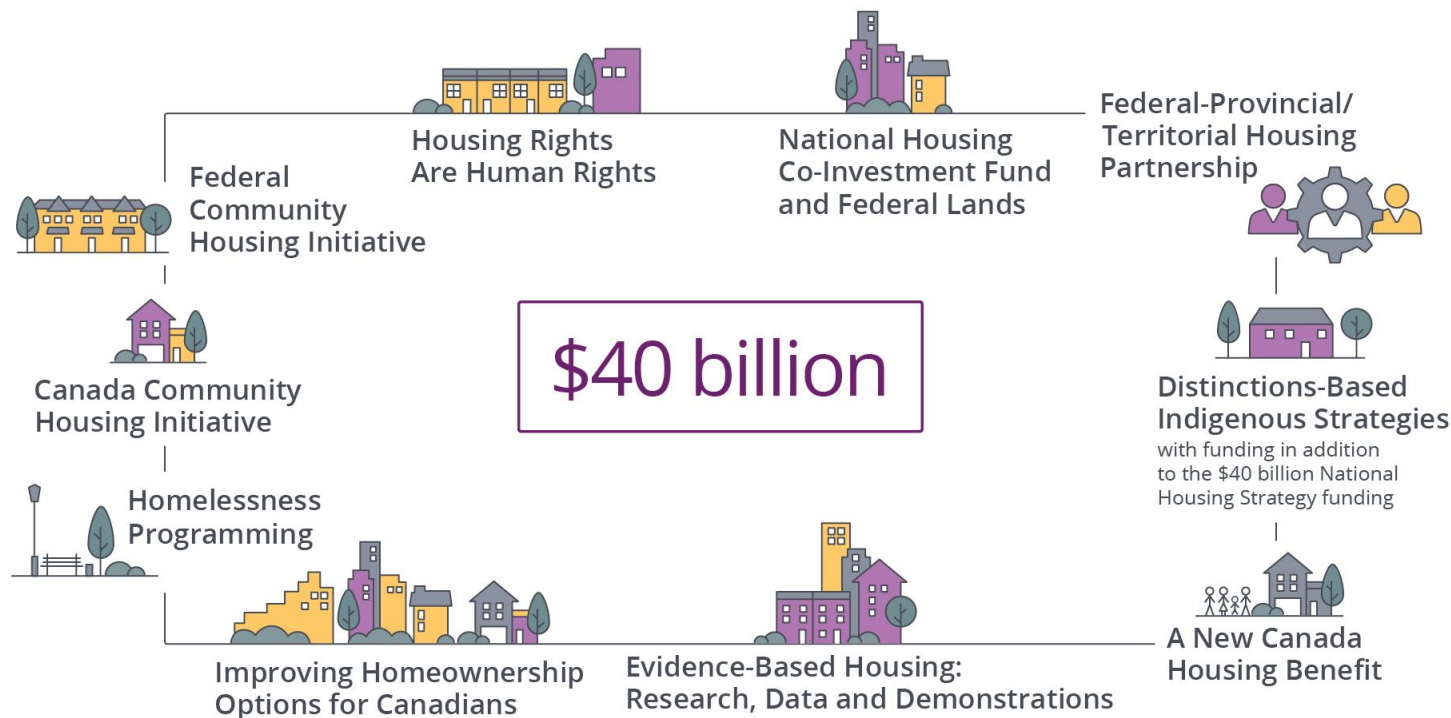 Housing Rights
Are Human Rights
National Housing
Co-Investment Fund
and Federal Lands
Federal-Provincial/
Territorial Housing
Partnership
Federal
Community
Housing Initiative
$40 billion
Canada Community
Housing Initiative
Distinctions-Based
Indigenous Strategies
with funding in addition
to the $40 billion National
Housing Strategy funding
Homelessness
Programming
Improving Homeownership
Options for Canadians
Evidence-Based Housing:
Research, Data and Demonstrations
A New Canada
Housing Benefit